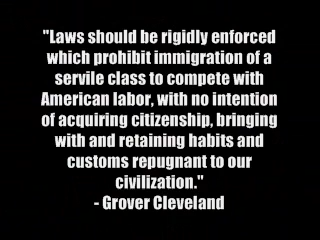 "Laws should be rigidly enforced
which prohibit immigration of a
servile class to compete with
American labor, with no intention
of acquiring citizenship, bringing
with and retaining habits and
customs repugnant to our
civilization."
- Grover Cleveland